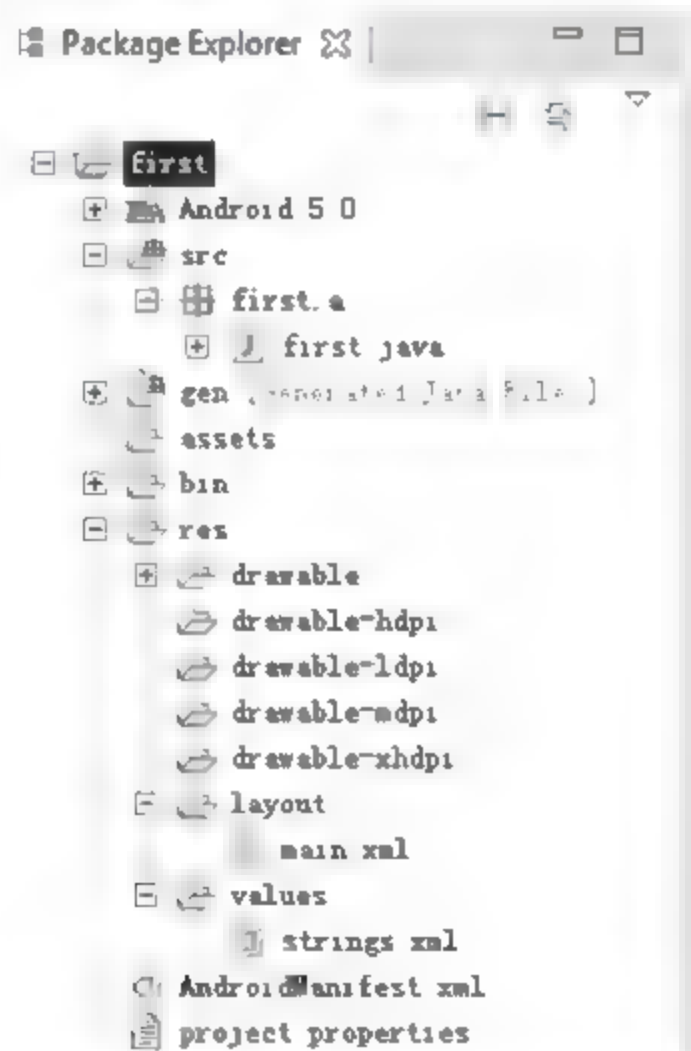 Package Explorer
first
Android 5 0
src
first.a
first java
gen
assets
bin
res
drawable
drawable-hdpi
drawable-ldpi
drawable-mdpi
drawable-xhdpi
layout
main xml
values
strings xml
AndroidManifest xml
project properties